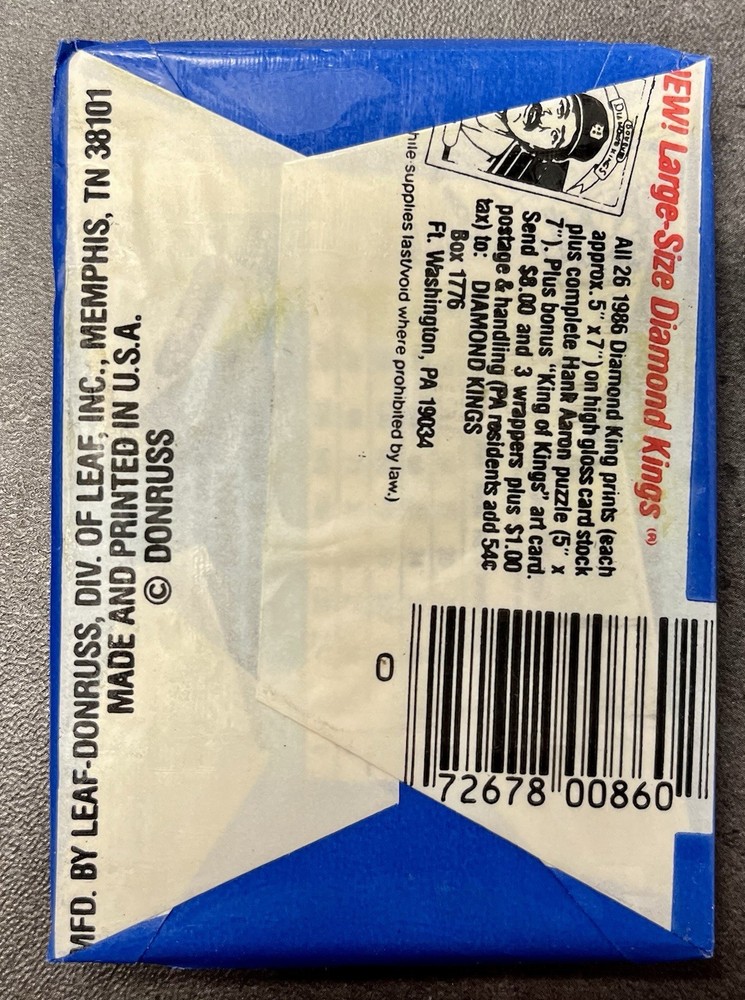 EW! Large-Size Diamond Kings (R)
All 26 1986 Diamond King prints (each
approx. 5" x 7") on high gloss card stock
plus complete Hank Aaron puzzle (5" x
7"). Plus bonus "King of Kings" art card.
Send $8.00 and 3 wrappers plus $1.00
postage & handling (PA residents add 54¢
tax) to: DIAMOND KINGS
Box 1776
Ft. Washington, PA 19034
hile supplies last/void where prohibited by law.)
DONRUSS
DIAMOND KINGS
0
72678 00860
MFD. BY LEAF-DONRUSS, DIV. OF LEAF, INC., MEMPHIS, TN 38101
MADE AND PRINTED IN U.S.A.
© DONRUSS